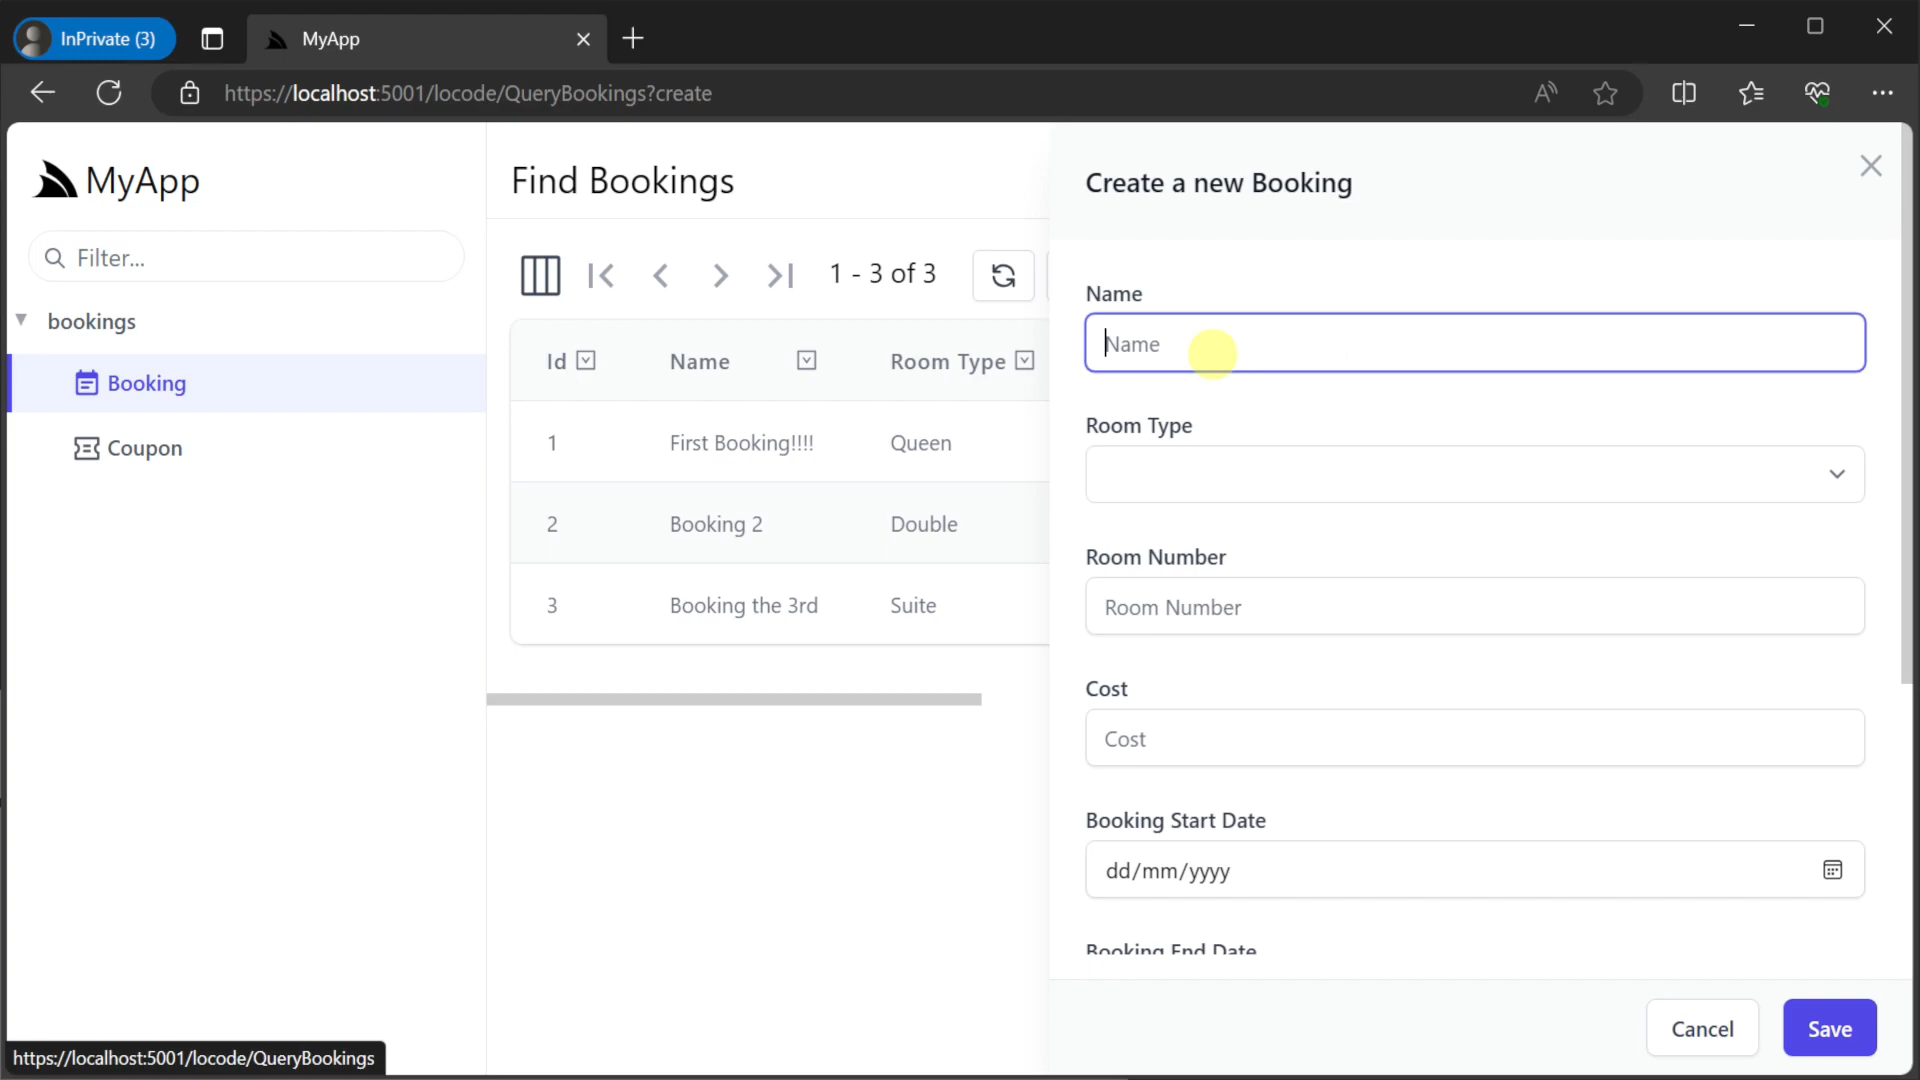 InPrivate (3)
MyApp
https://localhost:5001/locode/QueryBookings?create
MyApp
Filter...
bookings
Booking
Coupon
Find Bookings
1 - 3 of 3
Id Name Room Type
1 First Booking!!!! Queen
2 Booking 2 Double
3 Booking the 3rd Suite
Create a new Booking
Name
Name
Room Type
Room Number
Room Number
Cost
Cost
Booking Start Date
dd/mm/yyyy
Booking End Date
Cancel Save
https://localhost:5001/locode/QueryBookings